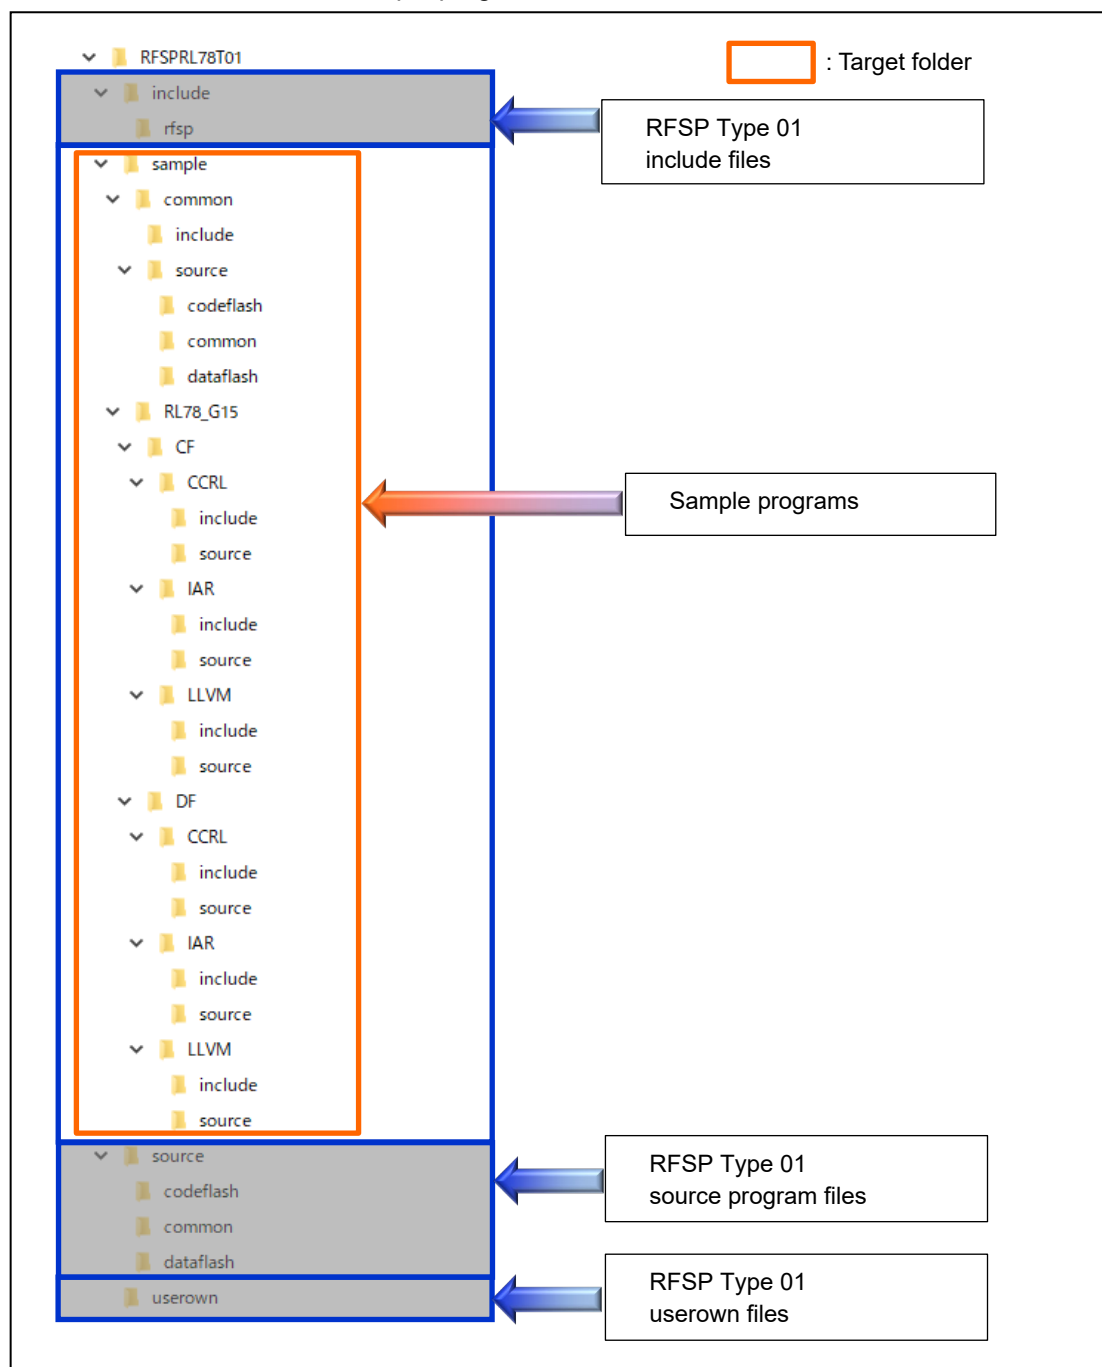 RFSPRL78T01
: Target folder
include
rfsp
RFSP Type 01
include files
sample
common
include
source
codeflash
common
dataflash
RL78_G15
CF
CCRL
include
source
Sample programs
IAR
include
source
LLVM
include
source
DF
CCRL
include
source
IAR
include
source
LLVM
include
source
source
codeflash
common
dataflash
RFSP Type 01
source program files
userown
RFSP Type 01
userown files